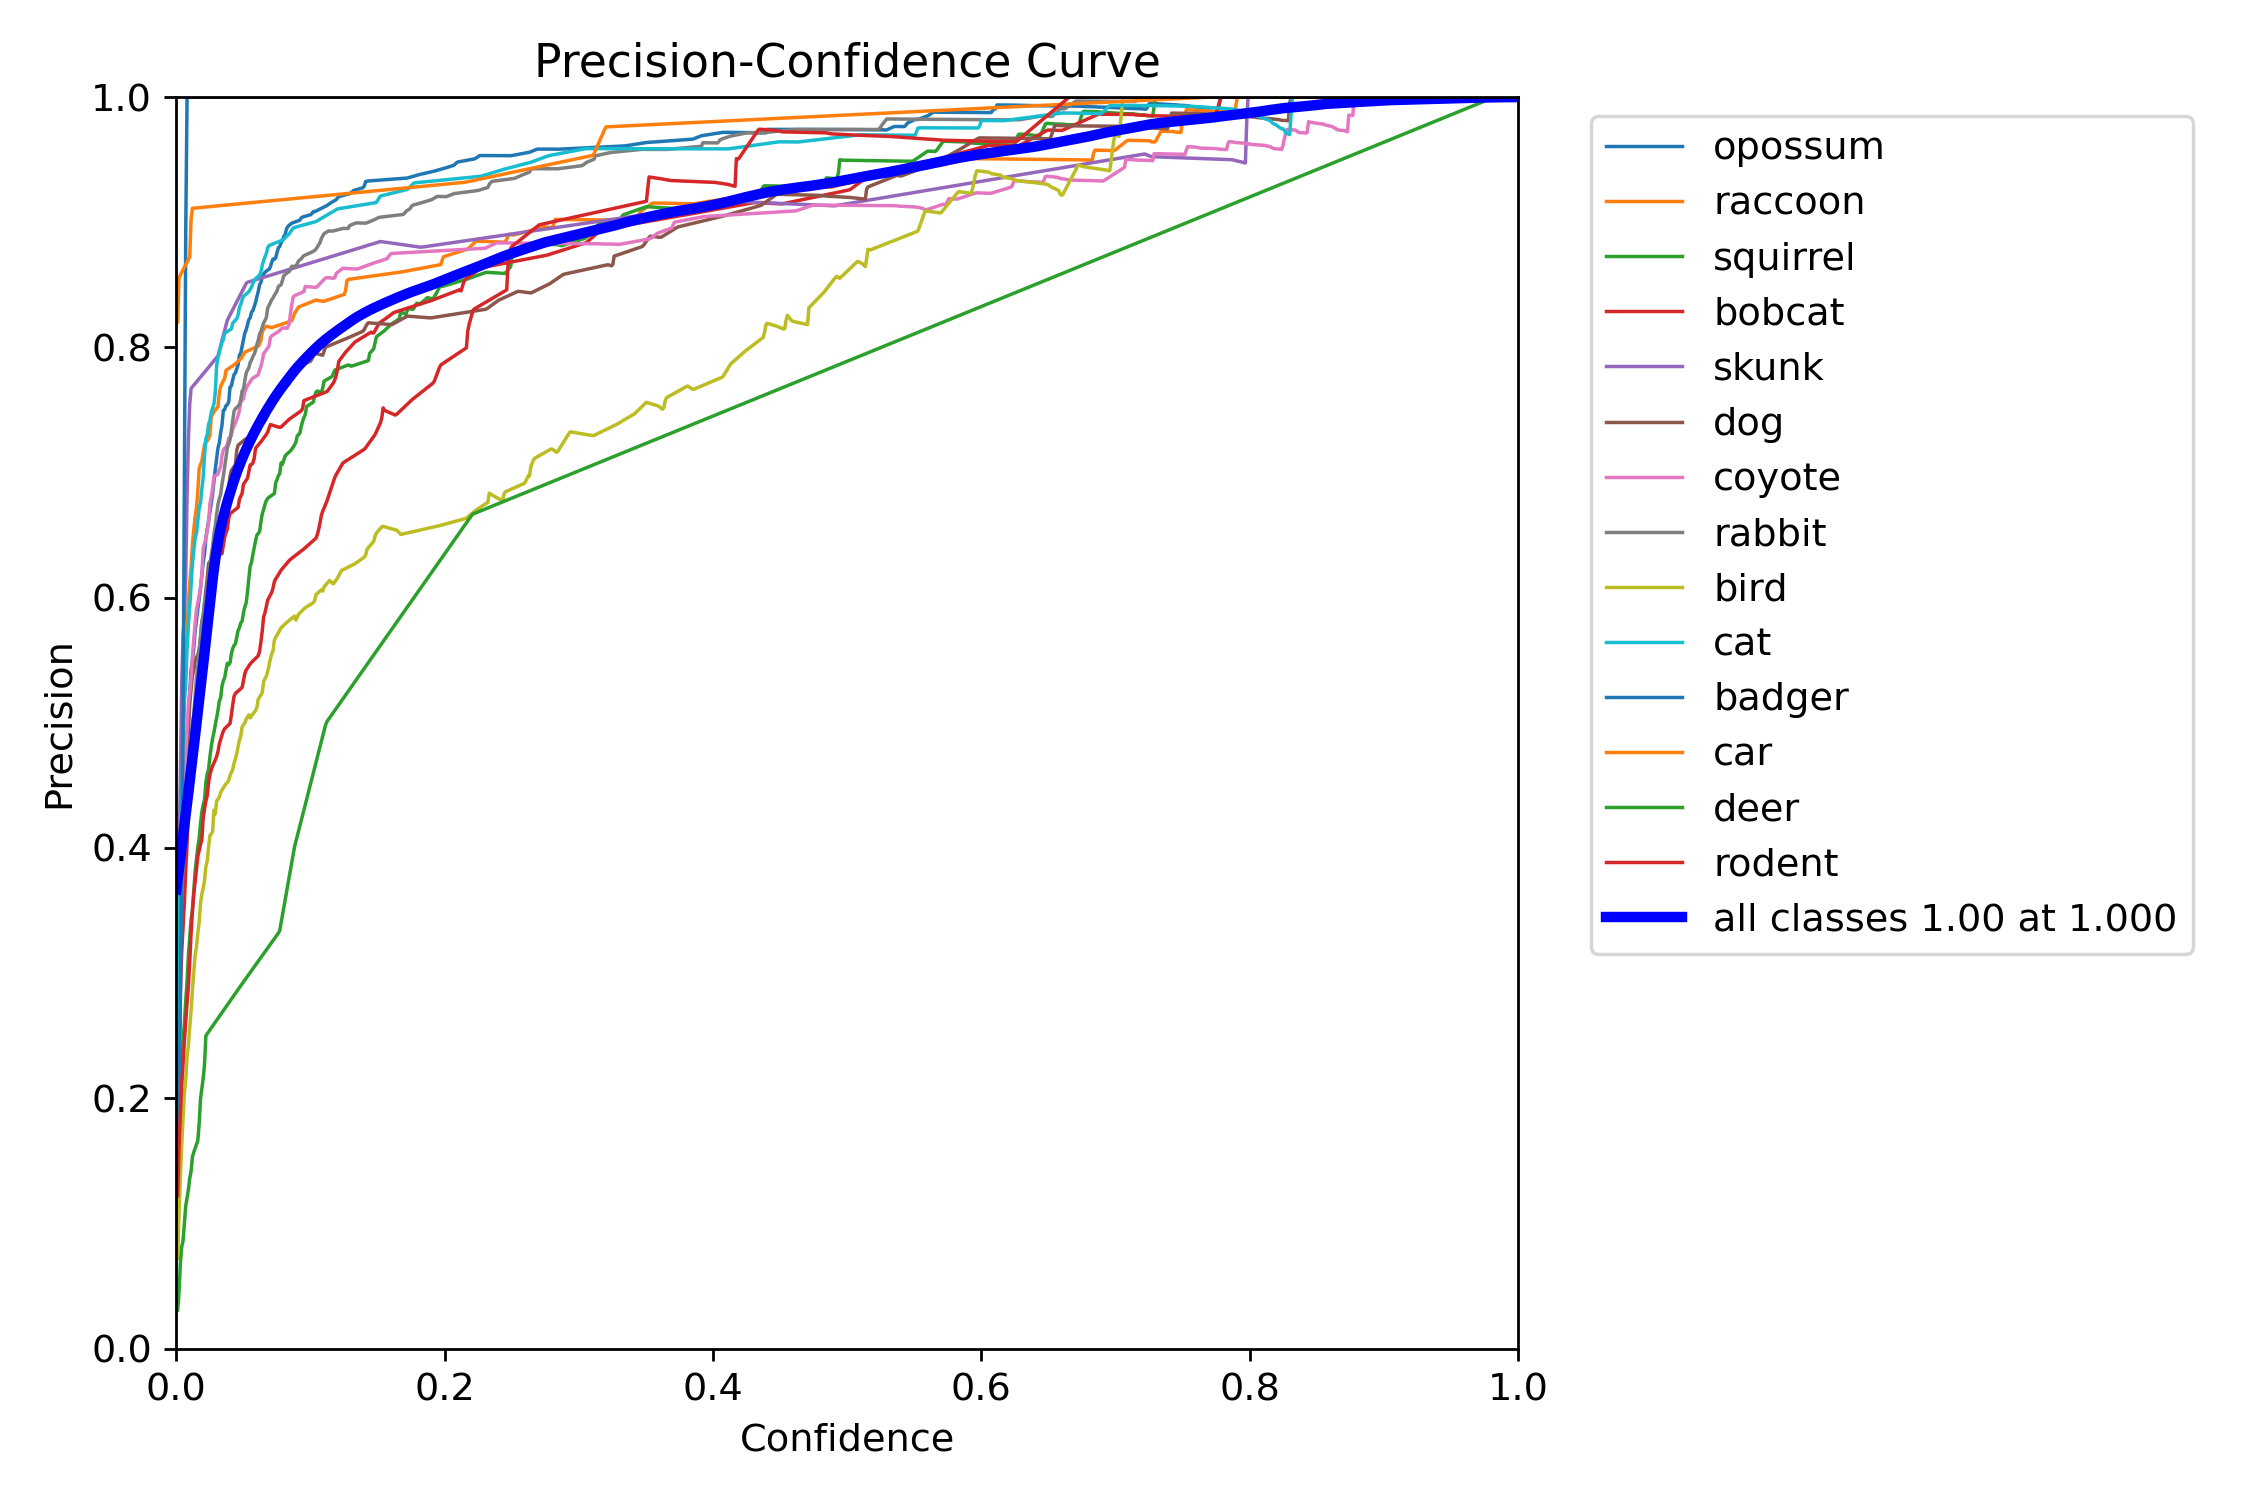 Precision-Confidence Curve
1.0
0.8
0.6
0.4
0.2
0.0
Precision
0.0 0.2 0.4 0.6 0.8 1.0
Confidence
opossum
raccoon
squirrel
bobcat
skunk
dog
coyote
rabbit
bird
cat
badger
car
deer
rodent
all classes 1.00 at 1.000